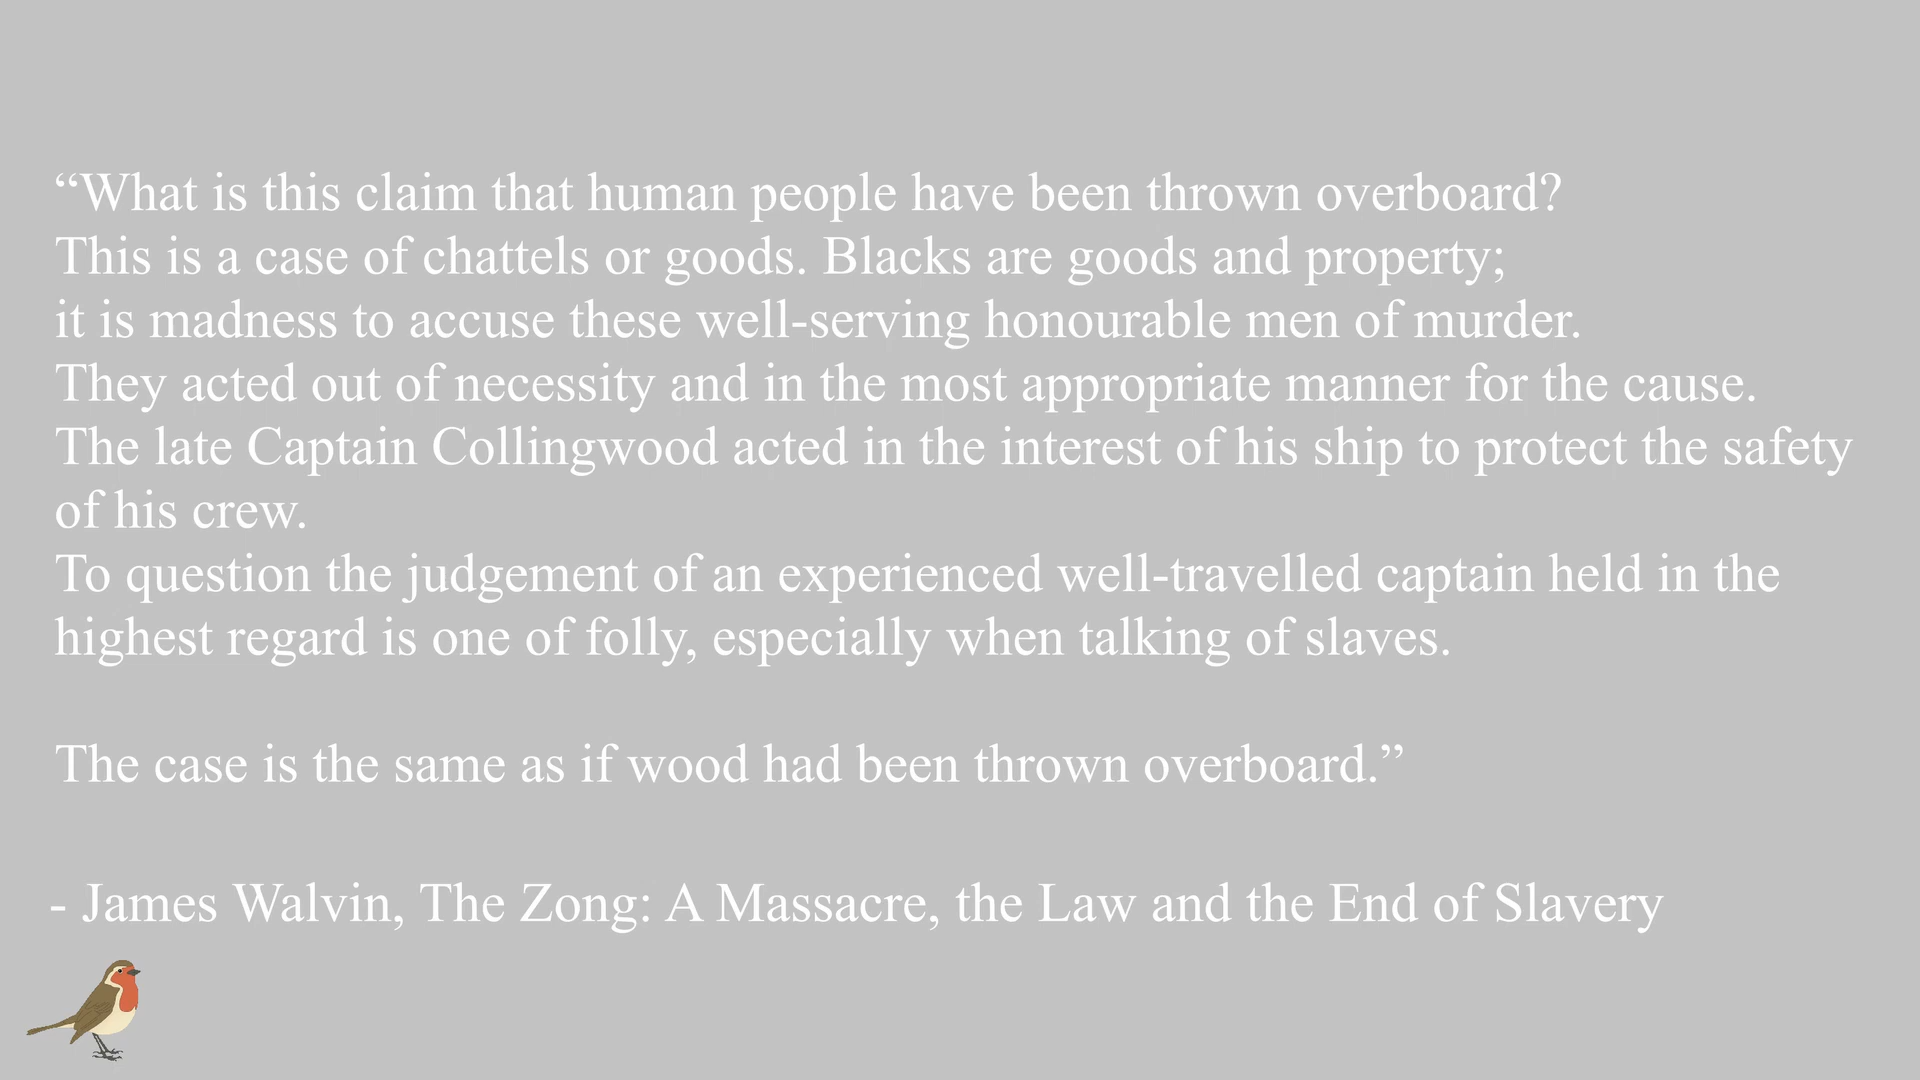 “What is this claim that human people have been thrown overboard?
This is a case of chattels or goods. Blacks are goods and property;
it is madness to accuse these well-serving honourable men of murder.
They acted out of necessity and in the most appropriate manner for the cause.
The late Captain Collingwood acted in the interest of his ship to protect the safety
of his crew.
To question the judgement of an experienced well-travelled captain held in the
highest regard is one of folly, especially when talking of slaves.
The case is the same as if wood had been thrown overboard.”
- James Walvin, The Zong: A Massacre, the Law and the End of Slavery